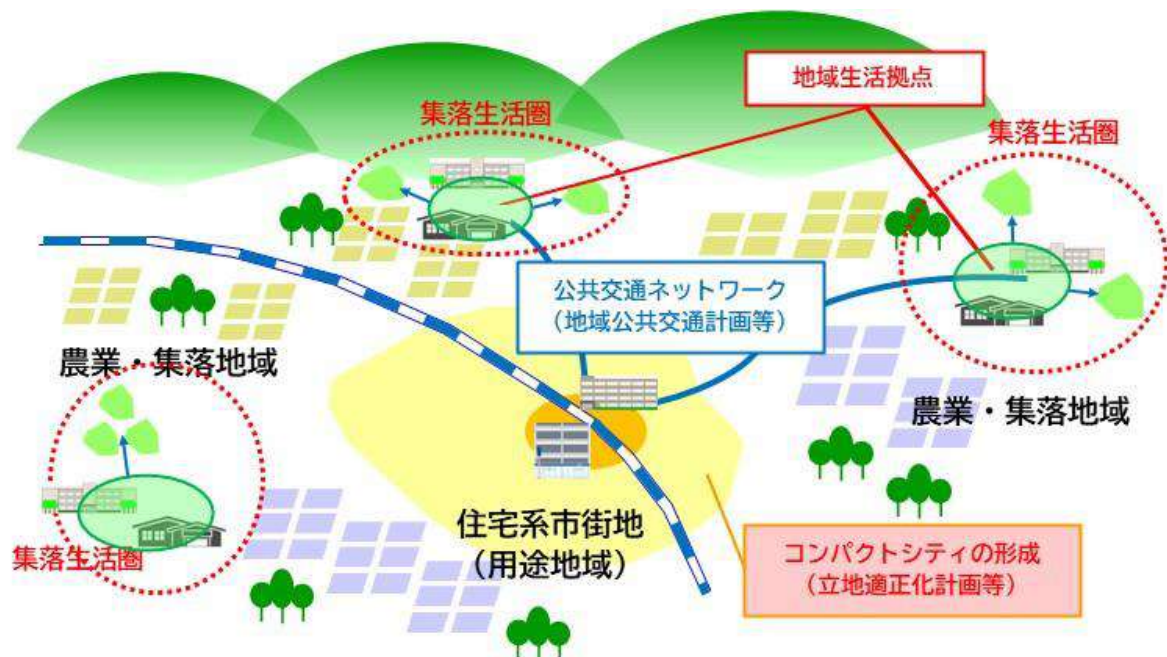 地域生活拠点
集落生活圏
集落生活圏
公共交通ネットワーク
（地域公共交通計画等）
農業・集落地域
農業・集落地域
住宅系市街地
（用途地域）
集落生活圏
コンパクトシティの形成
（立地適正化計画等）